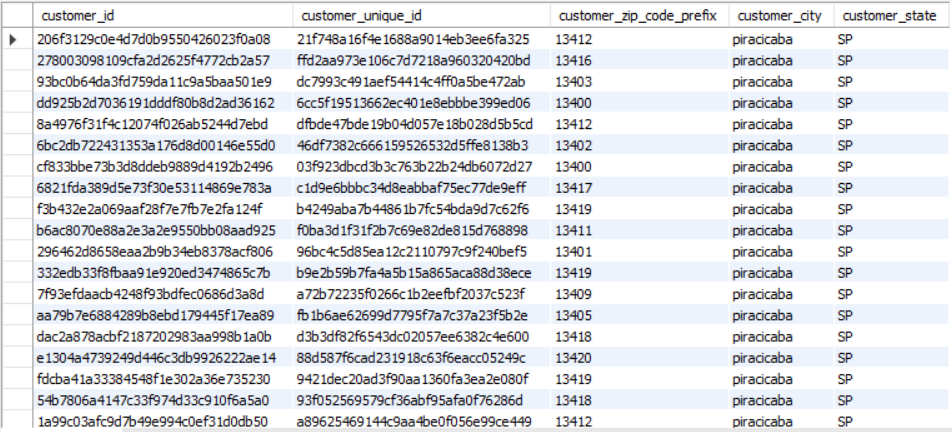 customer_id customer_unique_id customer_zip_code_prefix customer_city customer_state
206f3129c0e4d7d0b9550426023f0a08 21f748a16f4e1688a9014eb3ee6fa325 13412 piracicaba SP
278003098109cfa2d2625f4772cb2a57 ffd2aa973e106c7d7218a960320420bd 13416 piracicaba SP
93bc0b64da3fd759da11c9a5baa501e9 dc7993c491aef54414c4ff0a5be472ab 13403 piracicaba SP
dd925b2d7036191dddf80b8d2ad36162 6cc5f19513662ec401e8ebbbe399ed06 13400 piracicaba SP
8a4976f31f4c12074f026ab5244d7ebd dfbde47bde19b04d057e18b028d5b5cd 13412 piracicaba SP
6bc2db722431353a176d8d00146e55d0 46df7382c666159526532d5ffe8138b3 13402 piracicaba SP
cf833bbe73b3d8ddeb9889d4192b2496 03f923dbcd3b3c763b22b24db6072d27 13400 piracicaba SP
6821fda389d5e73f30e53114869e783a c1d9e6bbbc34d8eabbaf75ec77de9eff 13417 piracicaba SP
f3b432e2a069aaf28f7e7fb7e2fa124f b4249aba7b44861b7fc54bda9d7c62f6 13419 piracicaba SP
b6ac8070e88a2e3a2e9550bb08aad925 f0ba3d1f31f2b7c69e82de815d768898 13411 piracicaba SP
296462d8658eaa2b9b34eb8378acf806 96bc4c5d85ea12c2110797c9f240bef5 13401 piracicaba SP
332edb33f8fbaa91e920ed3474865c7b b9e2b59b7fa4a5b15a865aca88d38ece 13419 piracicaba SP
7f93efdaacb4248f93bdfec0686d3a8d a72b72235f0266c1b2eefbf2037c523f 13409 piracicaba SP
aa79b7e6884289b8ebd179445f17ea89 fb1b6ae62699d7795f7a7c37a23f5b2e 13405 piracicaba SP
dac2a878acbf2187202983aa998b1a0b d3b3df82f6543dc02057ee6382c4e600 13418 piracicaba SP
e1304a4739249d446c3db9926222ae14 88d587f6cad231918c63f6eacc05249c 13420 piracicaba SP
fdcba41a33384548f1e302a36e735230 9421dec20ad3f90aa1360fa3ea2e080f 13419 piracicaba SP
54b7806a4147c33f974d33c910f6a5a0 93f052569579cf36abf95afa0f76286d 13418 piracicaba SP
1a99c03afc9d7b49e994c0ef31d0db50 a89625469144c9aa4be0f056e99ce449 13412 piracicaba SP